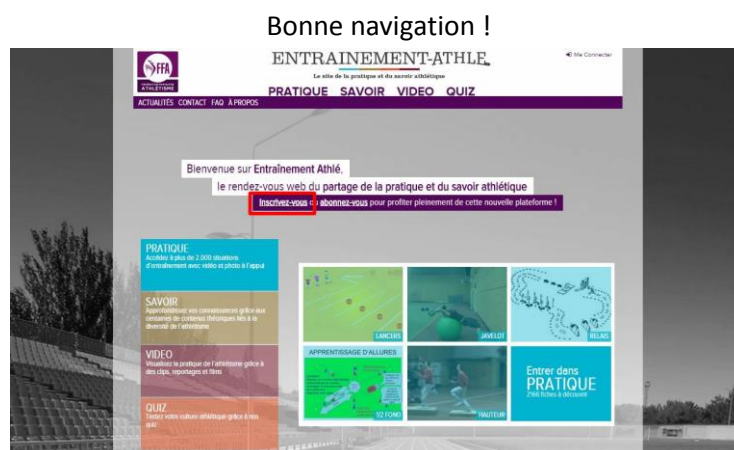 Bonne navigation !
FFA
FÉDÉRATION FRANÇAISE
ATHLÉTISME
ENTRAINEMENT-ATHLE
Le site de la pratique et du savoir athlétique
Me Connecter
PRATIQUE SAVOIR VIDEO QUIZ
ACTUALITÉS CONTACT FAQ À PROPOS
Bienvenue sur Entraînement Athlé,
le rendez-vous web du partage de la pratique et du savoir athlétique
Inscrivez-vous ou abonnez-vous pour profiter pleinement de cette nouvelle plateforme !
PRATIQUE
Accédez à plus de 2.000 situations
d'entraînement avec vidéo et photo à l'appui
SAVOIR
Approfondissez vos connaissances grâce aux
centaines de contenus théoriques liés à la
diversité de l'athlétisme
VIDEO
Visualisez la pratique de l'athlétisme grâce à
des clips, reportages et films
QUIZ
Testez votre culture athlétique grâce à nos
quiz
LANCERS
JAVELOT
RELAIS
APPRENTISSAGE D'ALLURES
1/2 FOND
HAUTEUR
Entrer dans
PRATIQUE
2166 fiches à découvrir